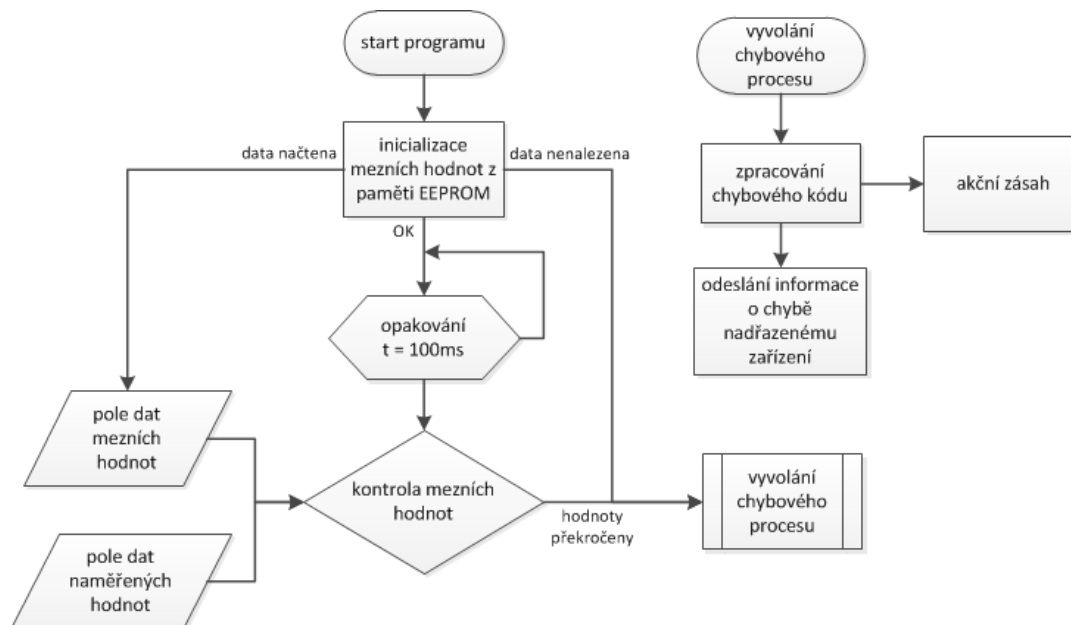 start programu
data načtena
inicializace
mezních hodnot z
paměti EEPROM
data nenalezena
OK
opakování
t = 100ms
pole dat
mezních
hodnot
kontrola mezních
hodnot
hodnoty
překročeny
pole dat
naměřených
hodnot
vyvolání
chybového
procesu
vyvolání
chybového
procesu
zpracování
chybového kódu
akční zásah
odeslání informace
o chybě
nadřazenému
zařízení